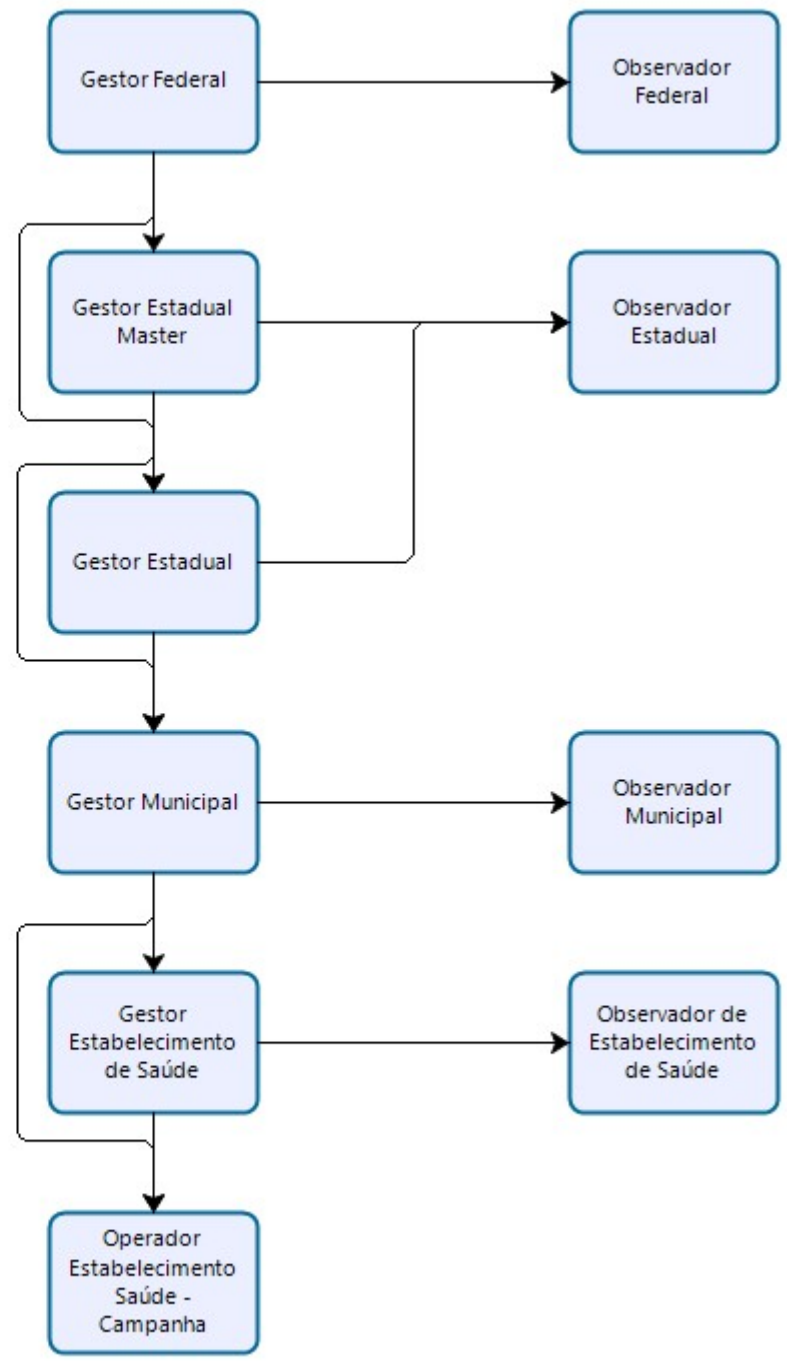 Gestor Federal
Observador
Federal
Gestor Estadual
Master
Observador
Estadual
Gestor Estadual
Gestor Municipal
Observador
Municipal
Gestor
Estabelecimento
de Saúde
Observador de
Estabelecimento
de Saúde
Operador
Estabelecimento
Saúde -
Campanha